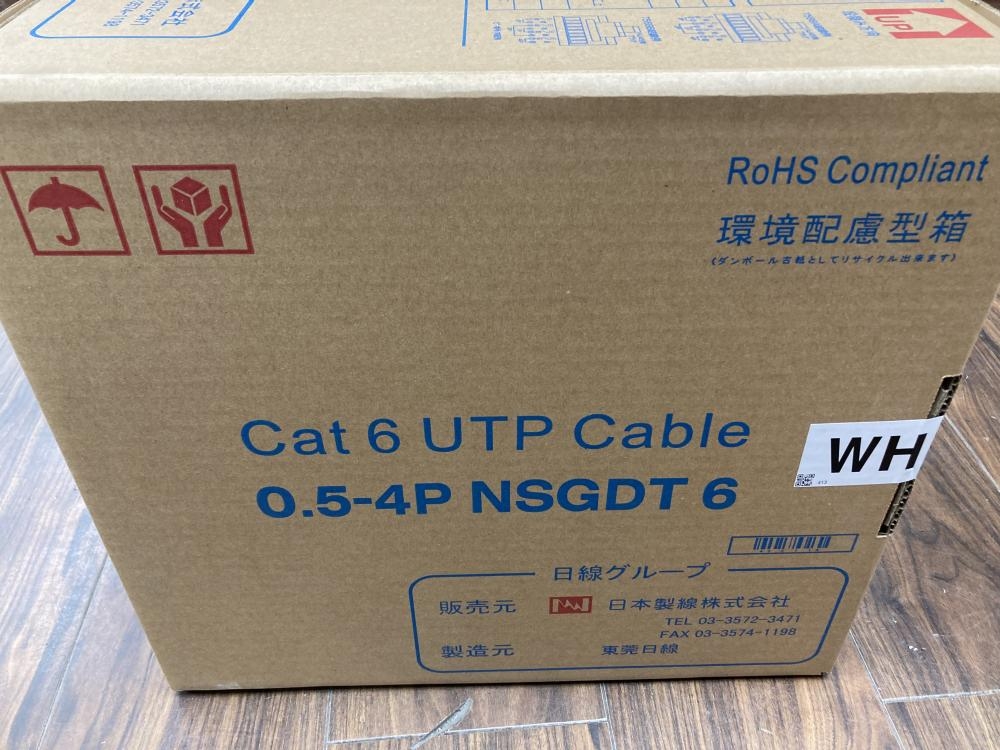 UP
RoHS Compliant
環境配慮型箱
(ダンボール古紙としてリサイクル出来ます)
Cat 6 UTP Cable
0.5-4P NSGDT 6
WH
413
日線グループ
販売元 日本製線株式会社
TEL 03-3572-3471
FAX 03-3574-1198
製造元 東莞日線